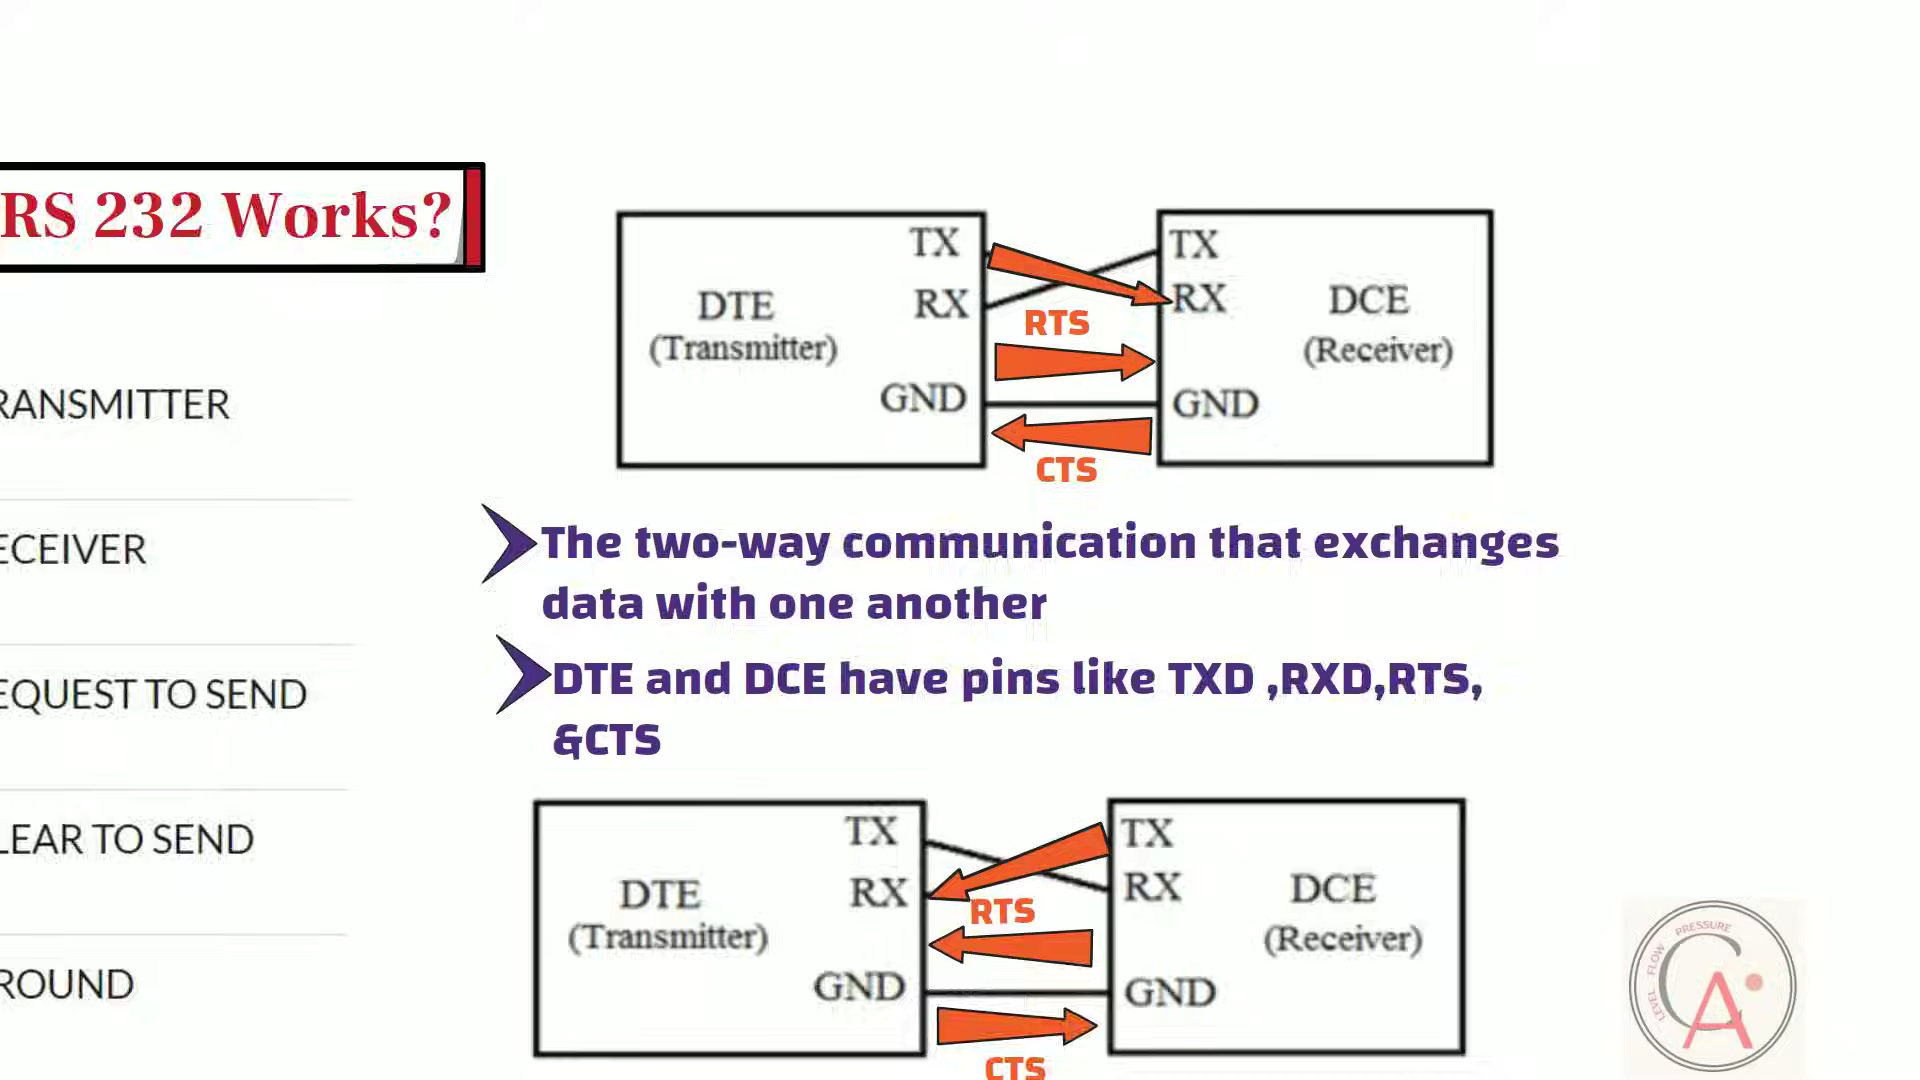 RS 232 Works?
RANSMITTER
ECEIVER
EQUEST TO SEND
LEAR TO SEND
ROUND
TX
RX
DTE
(Transmitter)
GND
RTS
CTS
TX
RX
DCE
(Receiver)
GND
The two-way communication that exchanges
data with one another
DTE and DCE have pins like TXD ,RXD,RTS,
&CTS
TX
RX
DTE
(Transmitter)
GND
RTS
CTS
TX
RX
DCE
(Receiver)
GND
LEVEL FLOW PRESSURE
CA